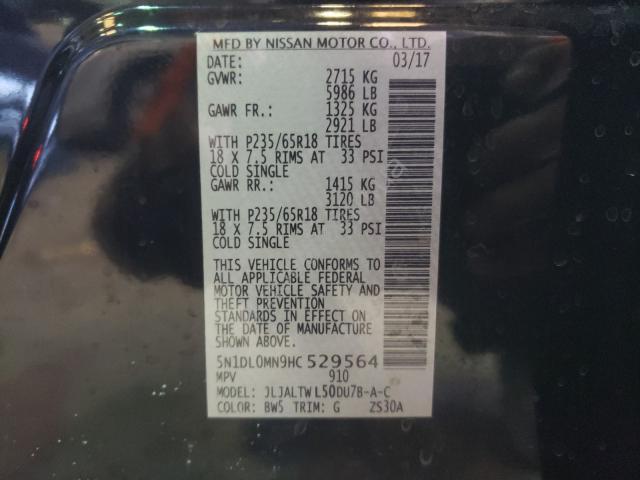 MFD BY NISSAN MOTOR CO., LTD.
DATE: 03/17
GVWR: 2715 KG
5986 LB
GAWR FR.: 1325 KG
2921 LB
WITH P235/65R18 TIRES
18 X 7.5 RIMS AT 33 PSI
COLD SINGLE
GAWR RR.: 1415 KG
3120 LB
WITH P235/65R18 TIRES
18 X 7.5 RIMS AT 33 PSI
COLD SINGLE
THIS VEHICLE CONFORMS TO
ALL APPLICABLE FEDERAL
MOTOR VEHICLE SAFETY AND
THEFT PREVENTION
STANDARDS IN EFFECT ON
THE DATE OF MANUFACTURE
SHOWN ABOVE.
5N1DL0MN9HC 529564
MPV 910
MODEL: JLJALTW L50DU7B-A-C
COLOR: BW5 TRIM: G ZS30A